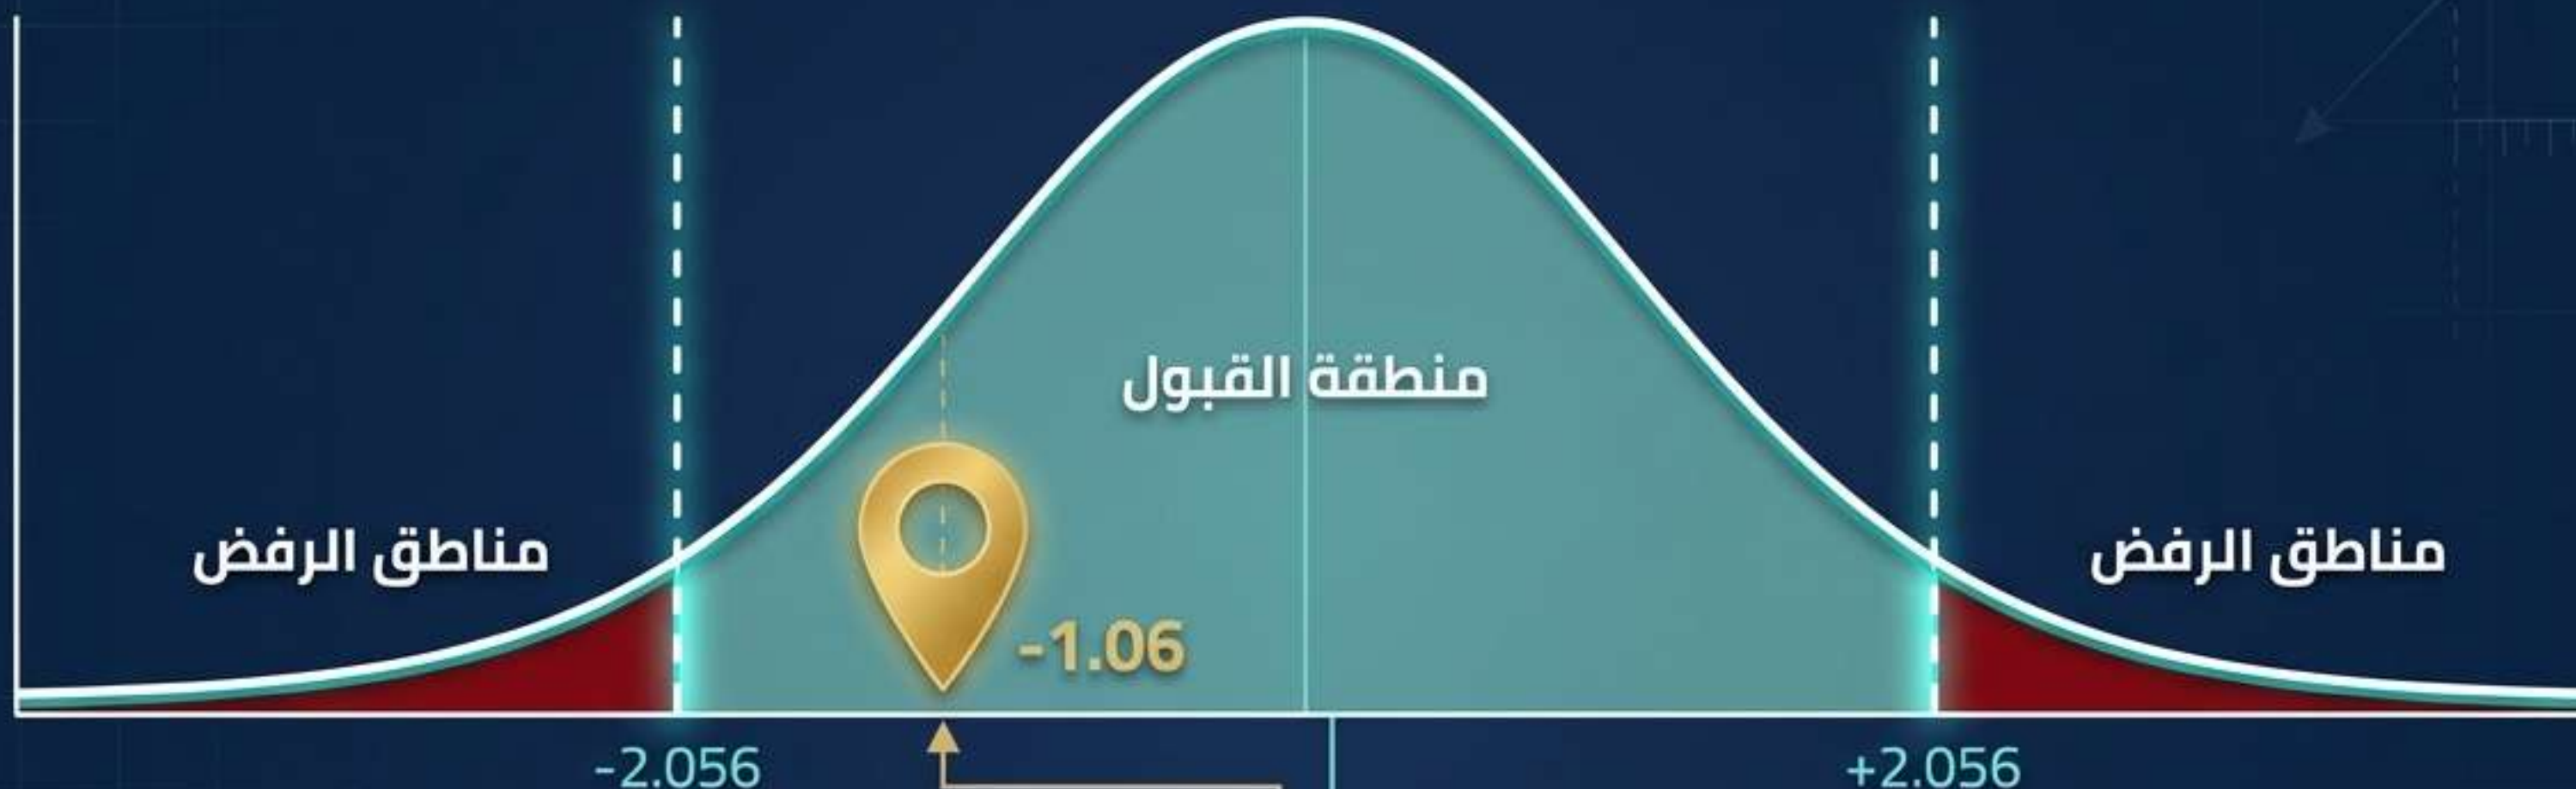 منطقة القبول
مناطق الرفض
مناطق الرفض
-1.06
-2.056
+2.056